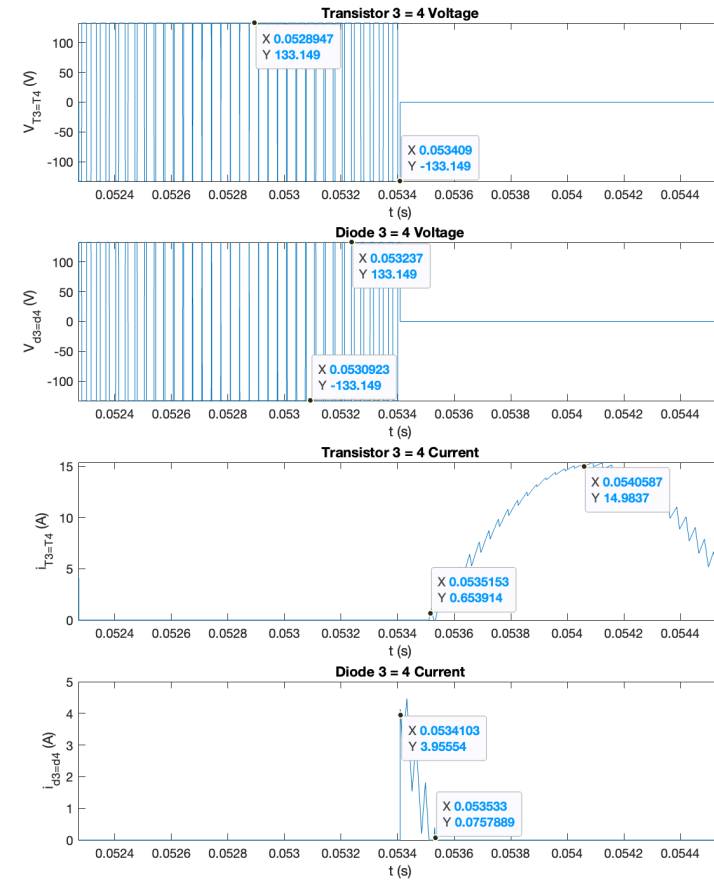 Transistor 3 = 4 Voltage
V_T3=T4 (V)
100
50
0
-50
-100
X 0.0528947
Y 133.149
X 0.053409
Y -133.149
0.0524 0.0526 0.0528 0.053 0.0532 0.0534 0.0536 0.0538 0.054 0.0542 0.0544
t (s)
Diode 3 = 4 Voltage
V_d3=d4 (V)
100
50
0
-50
-100
X 0.053237
Y 133.149
X 0.0530923
Y -133.149
0.0524 0.0526 0.0528 0.053 0.0532 0.0534 0.0536 0.0538 0.054 0.0542 0.0544
t (s)
Transistor 3 = 4 Current
i_T3=T4 (A)
15
10
5
0
X 0.0540587
Y 14.9837
X 0.0535153
Y 0.653914
0.0524 0.0526 0.0528 0.053 0.0532 0.0534 0.0536 0.0538 0.054 0.0542 0.0544
t (s)
Diode 3 = 4 Current
i_d3=d4 (A)
5
4
3
2
1
0
X 0.0534103
Y 3.95554
X 0.053533
Y 0.0757889
0.0524 0.0526 0.0528 0.053 0.0532 0.0534 0.0536 0.0538 0.054 0.0542 0.0544
t (s)